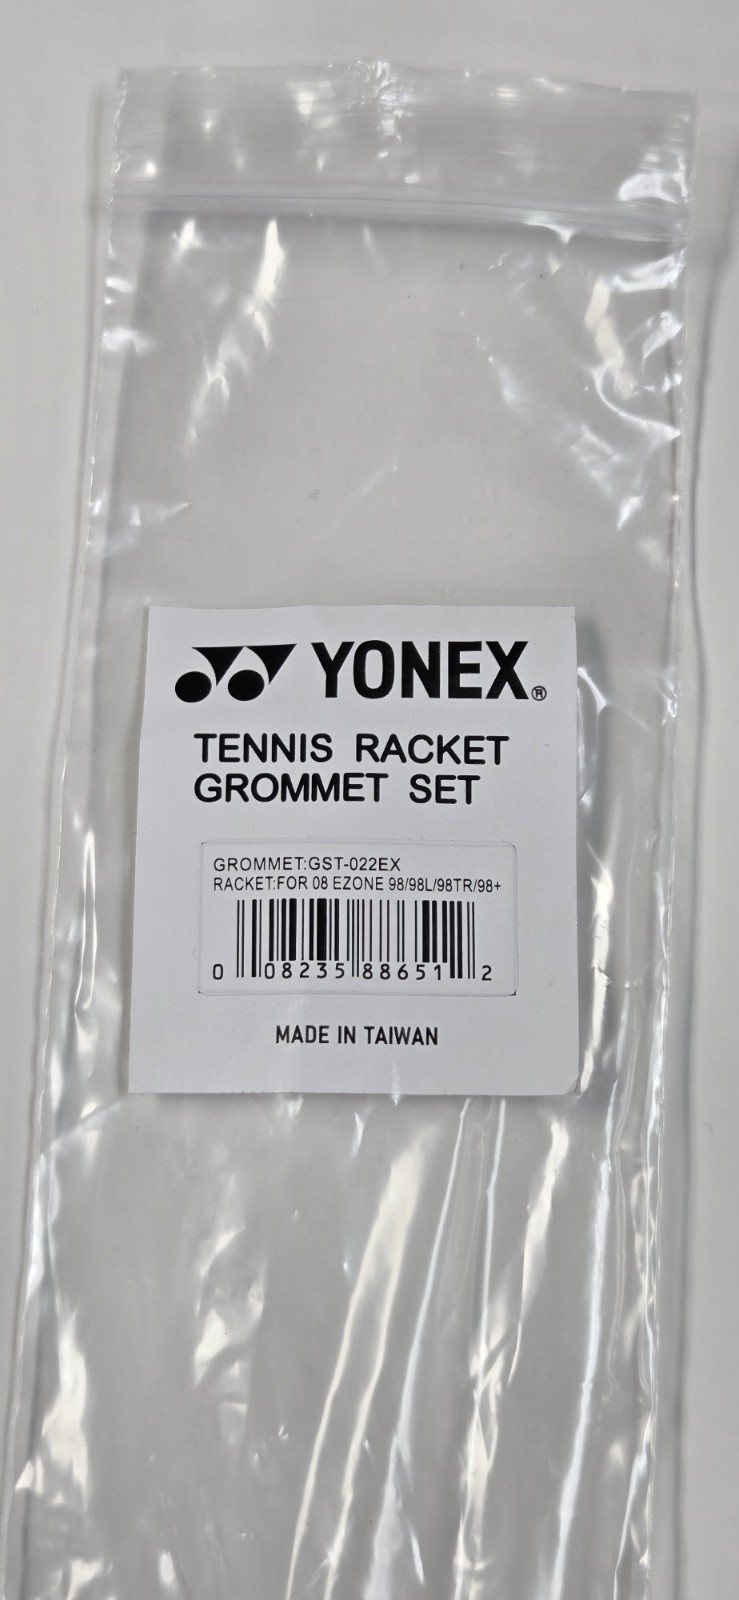 YONEX®
TENNIS RACKET
GROMMET SET
GROMMET:GST-022EX
RACKET:FOR 08 EZONE 98/98L/98TR/98+
0 08235 88651 2
MADE IN TAIWAN